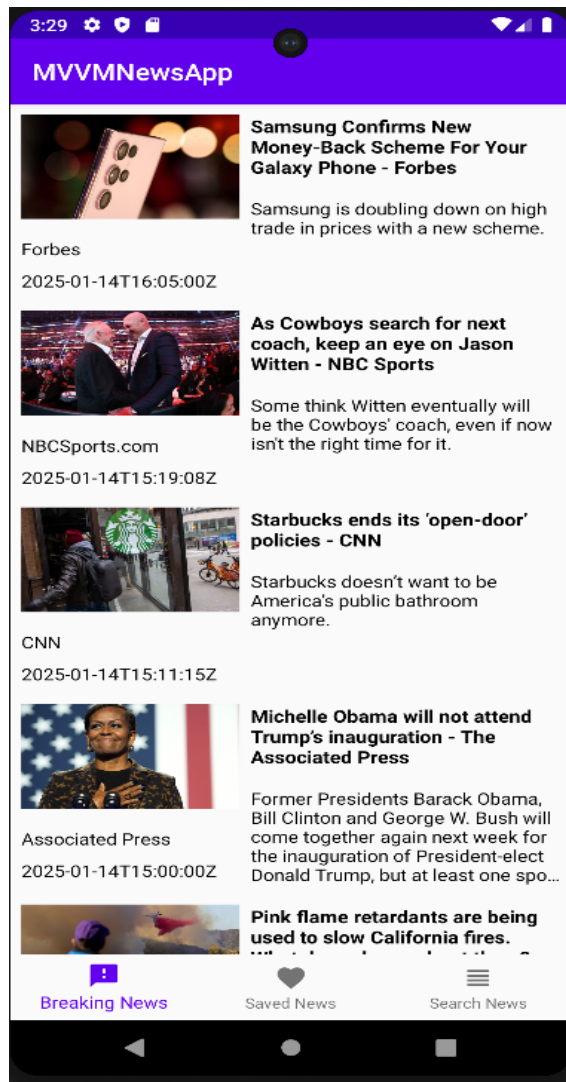 3:29
MVVMNewsApp
Samsung Confirms New
Money-Back Scheme For Your
Galaxy Phone - Forbes
Samsung is doubling down on high
trade in prices with a new scheme.
Forbes
2025-01-14T16:05:00Z
As Cowboys search for next
coach, keep an eye on Jason
Witten - NBC Sports
Some think Witten eventually will
be the Cowboys' coach, even if now
isn't the right time for it.
NBCSports.com
2025-01-14T15:19:08Z
Starbucks ends its ‘open-door’
policies - CNN
Starbucks doesn’t want to be
America’s public bathroom
anymore.
CNN
2025-01-14T15:11:15Z
Michelle Obama will not attend
Trump’s inauguration - The
Associated Press
Former Presidents Barack Obama,
Bill Clinton and George W. Bush will
come together again next week for
the inauguration of President-elect
Donald Trump, but at least one spo...
Associated Press
2025-01-14T15:00:00Z
Pink flame retardants are being
used to slow California fires.
Breaking News
Saved News
Search News